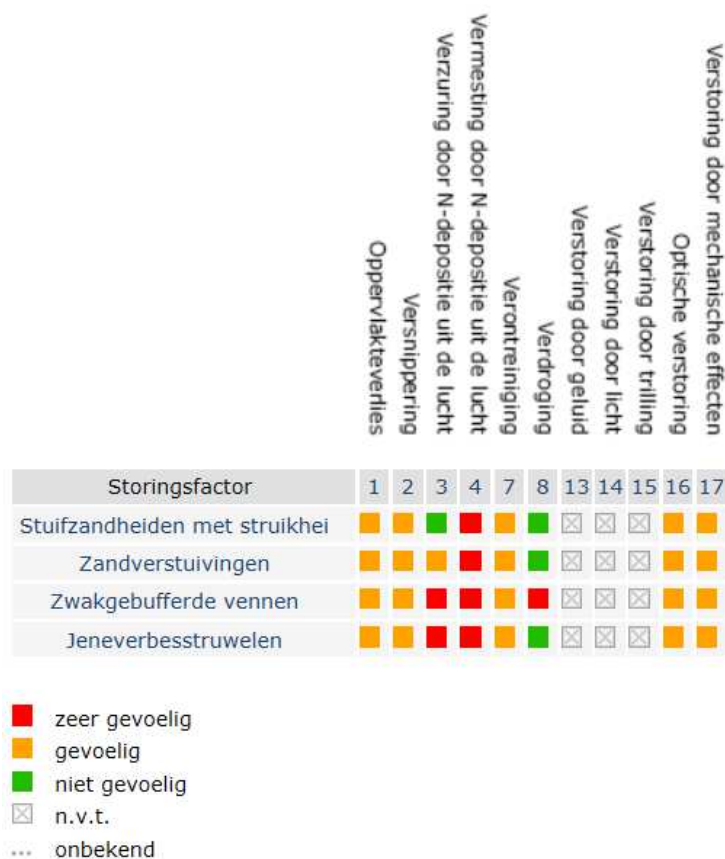 Oppervlakteverlies
Versnippering
Verzuring door N-depositie uit de lucht
Vermesting door N-depositie uit de lucht
Verontreiniging
Verdroging
Verstoring door geluid
Verstoring door licht
Verstoring door trilling
Optische verstoring
Verstoring door mechanische effecten
Storingsfactor 1 2 3 4 7 8 13 14 15 16 17
Stuifzandheiden met struikhei
Zandverstuivingen
Zwakgebufferde vennen
Jeneverbesstruwelen
zeer gevoelig
gevoelig
niet gevoelig
n.v.t.
... onbekend